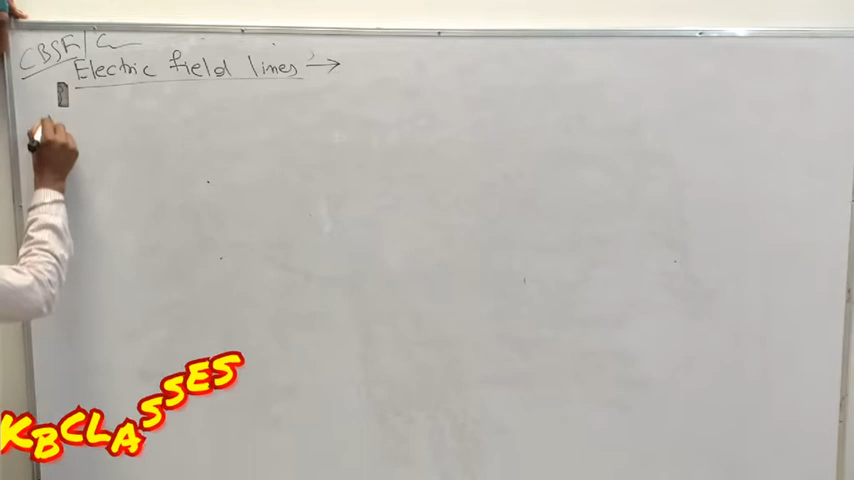 CBSE/C
Electric field lines →
KBCLASSES